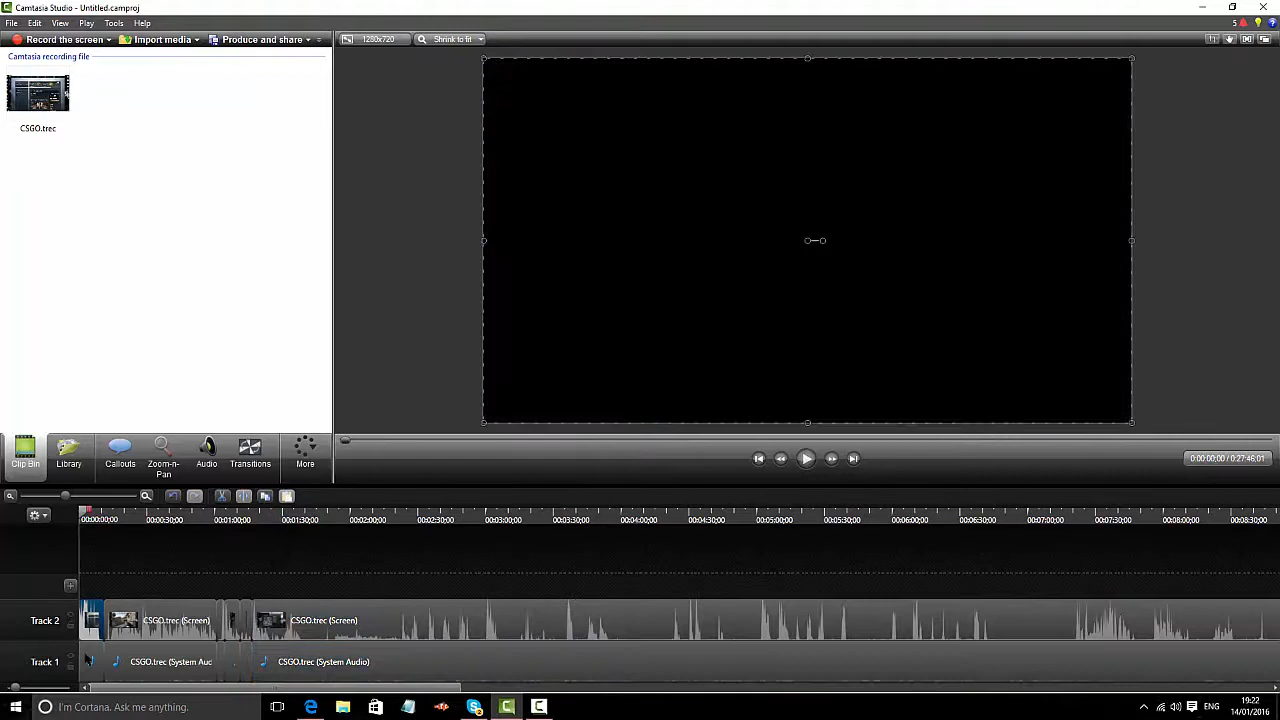 Camtasia Studio - Untitled.camproj
File Edit View Play Tools Help
5
Record the screen Import media Produce and share
1280x720 Shrink to fit
Camtasia recording file
CSGO.trec
Clip Bin Library Callouts Zoom-n-Pan Audio Transitions More
0:00:00;00 / 0:27:46;01
00:00:00;00 00:00:30;00 00:01:00;00 00:01:30;00 00:02:00;00 00:02:30;00 00:03:00;00 00:03:30;00 00:04:00;00 00:04:30;00 00:05:00;00 00:05:30;00 00:06:00;00 00:06:30;00 00:07:00;00 00:07:30;00 00:08:00;00 00:08:30;00
Track 2 CSGO.trec (Screen) CSGO.trec (Screen)
Track 1 CSGO.trec (System Auc CSGO.trec (System Audio)
I'm Cortana. Ask me anything.
ENG
19:22
14/01/2016